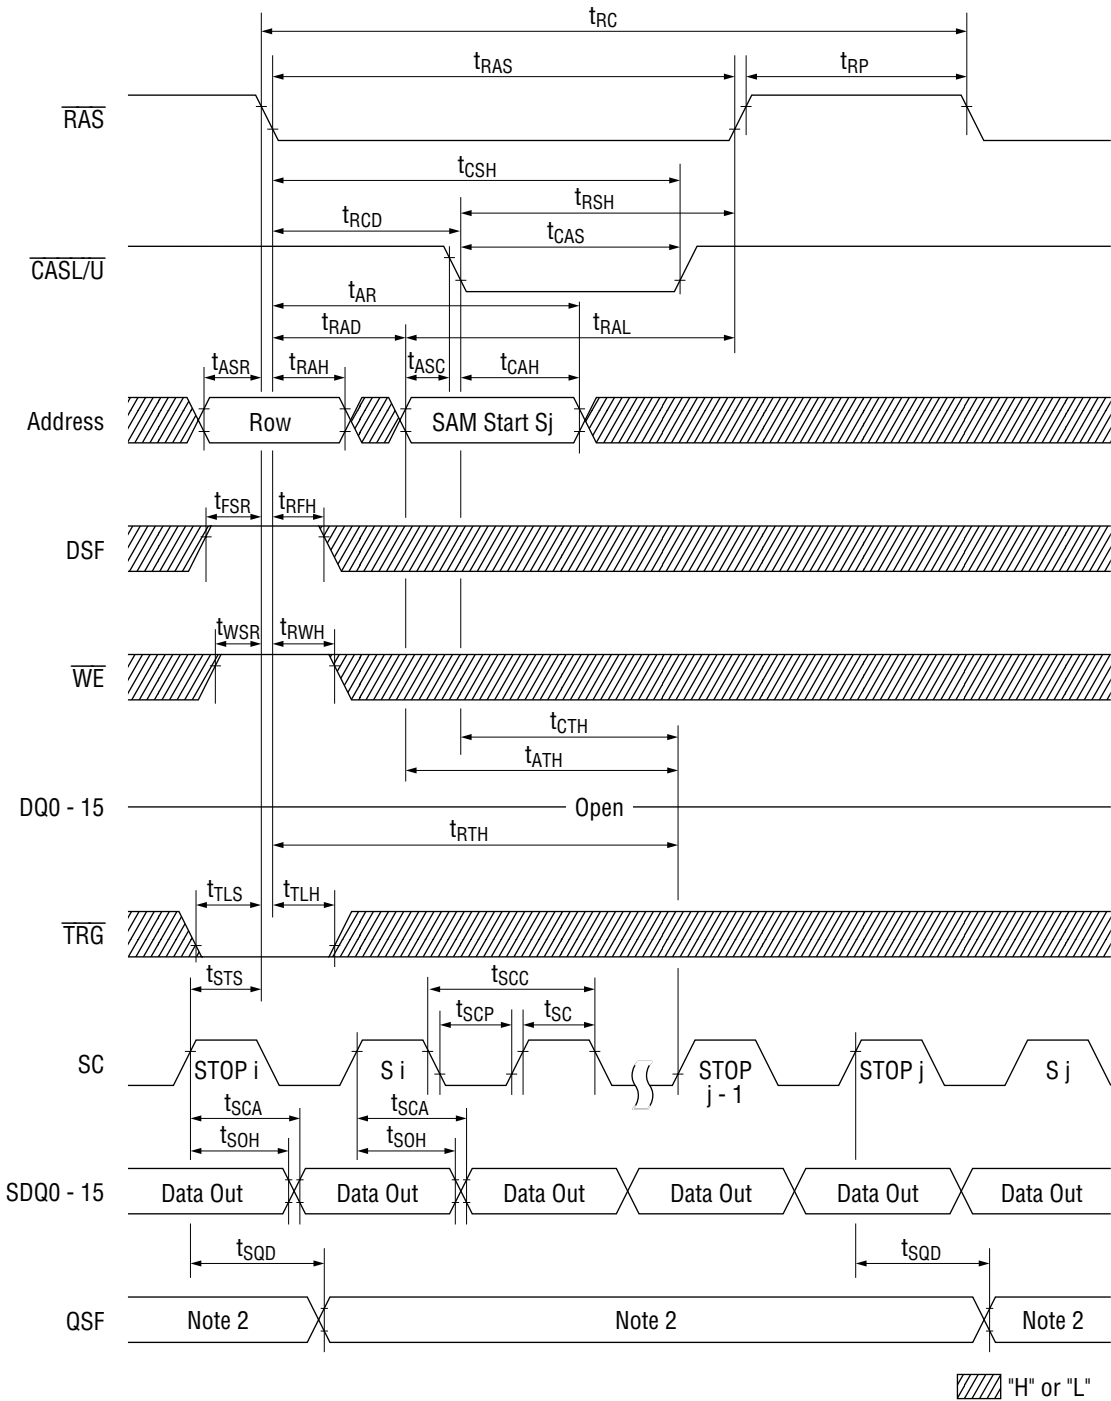 tRC
tRAS
tRP
RAS
tCSH
tRSH
tRCD
tCAS
CASL/U
tAR
tRAD
tRAL
tASR
tRAH
tASC
tCAH
Address
Row
SAM Start Sj
tFSR
tRFH
DSF
tWSR
tRWH
WE
tCTH
tATH
DQ0 - 15
Open
tRTH
tTLS
tTLH
TRG
tSTS
tSCC
tSCP
tSC
SC
STOP i
S i
STOP
j - 1
STOP j
S j
tSCA
tSCA
tSOH
tSOH
SDQ0 - 15
Data Out
Data Out
Data Out
Data Out
Data Out
Data Out
tSQD
tSQD
QSF
Note 2
Note 2
Note 2
"H" or "L"